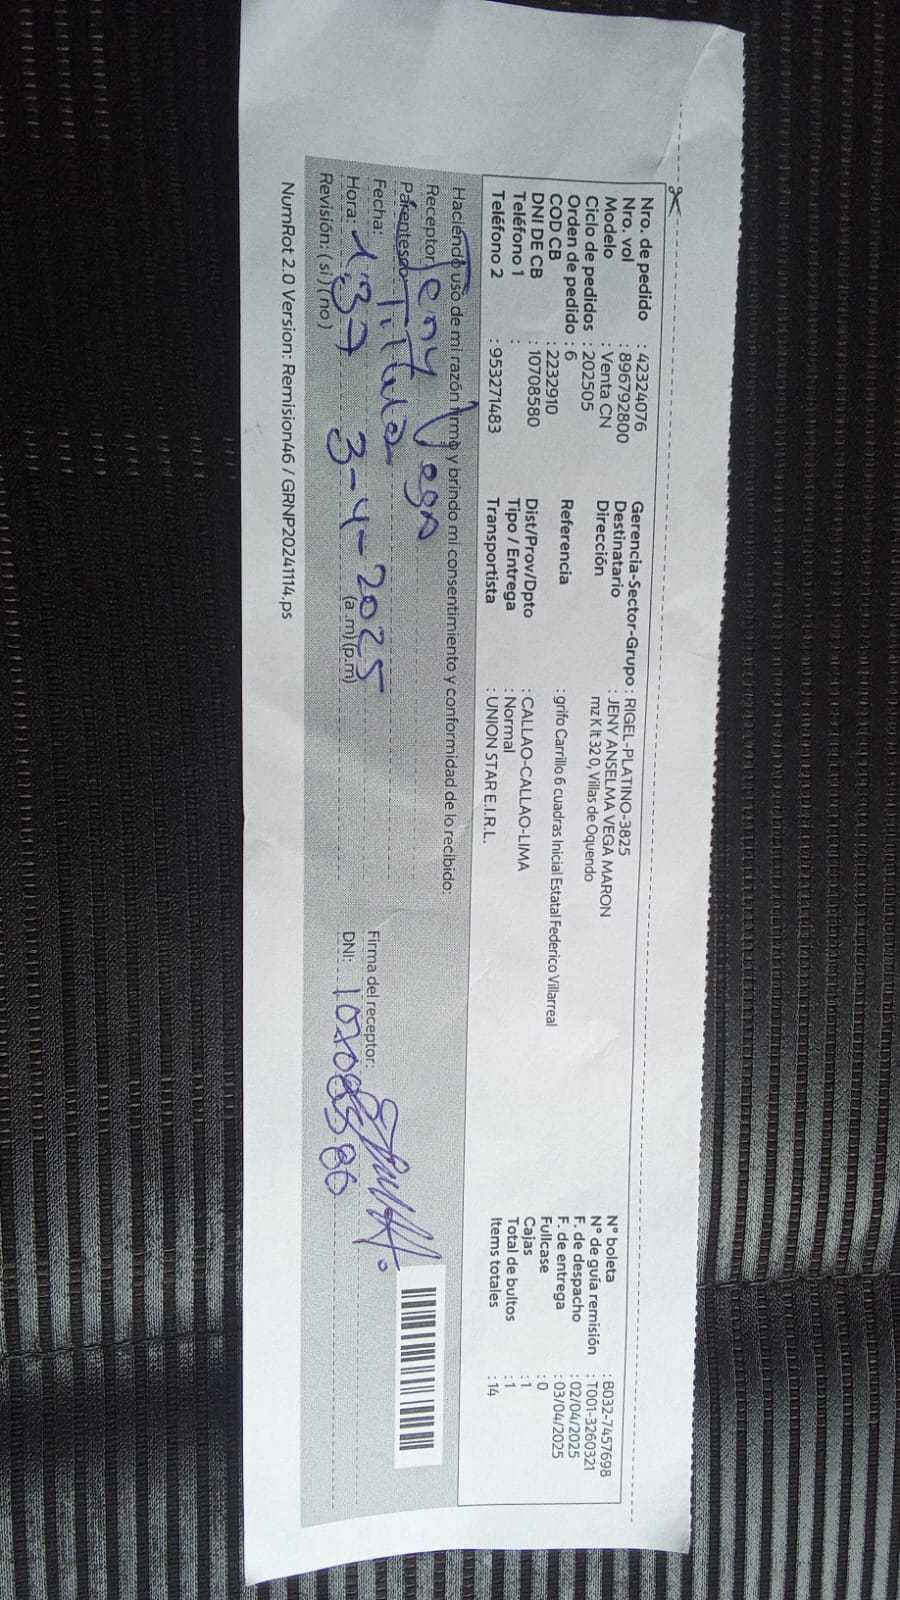 Nro. de pedido : 42324076
Nro. vol : 896792800
Modelo : Venta CN
Ciclo de pedidos : 202505
Orden de pedido : 6
COD CB : 2232910
DNI DE CB : 10708580
Teléfono 1 :
Teléfono 2 : 953271483
Gerencia-Sector-Grupo : RIGEL-PLATINO-3825
Destinatario : JENY ANSELMA VEGA MARON
Dirección mz K lt 32 0, Villas de Oquendo
Referencia : grifo Carrillo 6 cuadras Inicial Estatal Federico Villarreal
Dist/Prov/Dpto : CALLAO-CALLAO-LIMA
Tipo / Entrega : Normal
Transportista : UNION STAR E.I.R.L.
N° boleta : B032-7457698
N° de guía remisión : T001-3260321
F. de despacho : 02/04/2025
F. de entrega : 03/04/2025
Fullcase : 0
Cajas : 1
Total de bultos : 1
Items totales : 14
Haciendo uso de mi razón firmo y brindo mi consentimiento y conformidad de lo recibido:
Receptor: Jeny Vega
Parentesco: Titular
Fecha: 3-4-2025
Hora: 1:37 (a.m) (p.m)
Revisión: ( si ) ( no )
Firma del receptor:
DNI: 10708580
NumRot 2.0 Version: Remision46 / GRNP20241114.ps